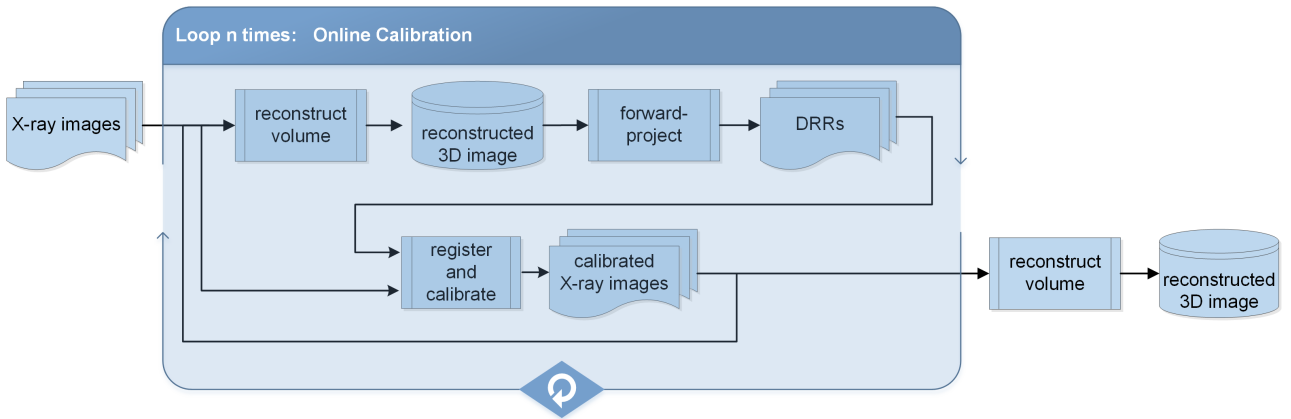 Loop n times: Online Calibration
X-ray images
reconstruct
volume
reconstructed
3D image
forward-
project
DRRs
register
and
calibrate
calibrated
X-ray images
reconstruct
volume
reconstructed
3D image